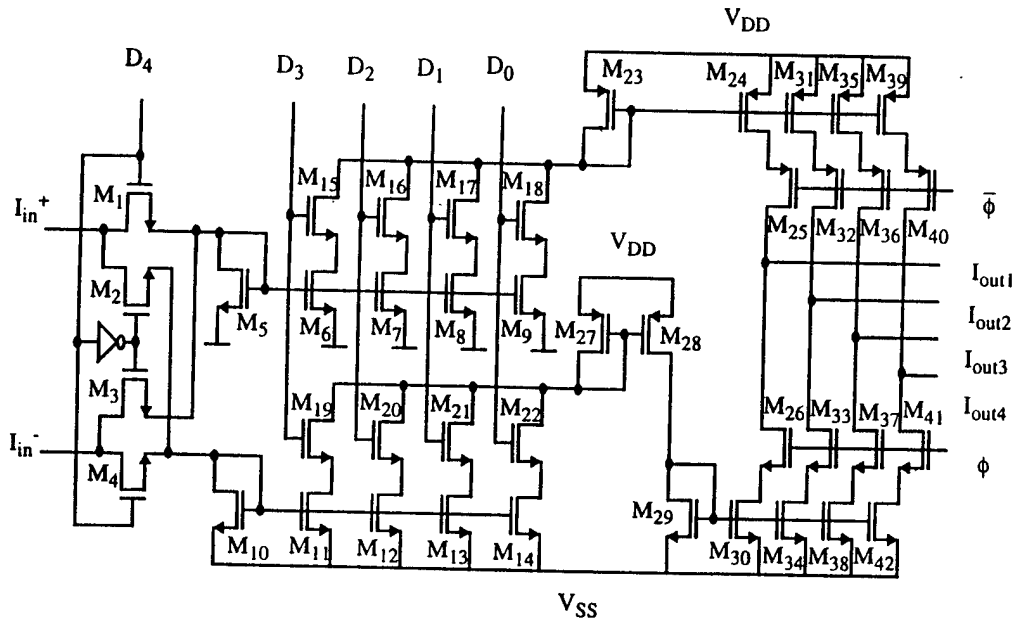 V_DD
D_4 D_3 D_2 D_1 D_0
M_23 M_24 M_31 M_35 M_39
M_15 M_16 M_17 M_18
M_1
I_in^+
φ̄
V_DD
M_25 M_32 M_36 M_40
M_2
M_5 M_6 M_7 M_8 M_9
I_out1
M_27 M_28
I_out2
M_3
I_out3
M_19 M_20 M_21 M_22
M_26 M_33 M_37 M_41
I_out4
I_in^-
M_4
φ
M_29
M_10 M_11 M_12 M_13 M_14
M_30 M_34 M_38 M_42
V_SS